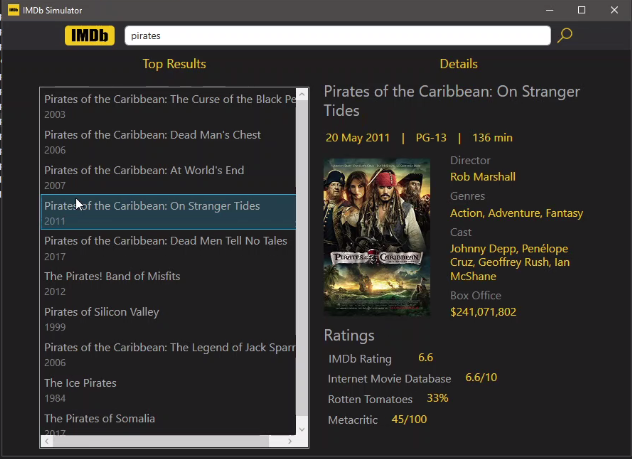 IMDb Simulator
IMDb
pirates
Top Results
Pirates of the Caribbean: The Curse of the Black Pe
2003
Pirates of the Caribbean: Dead Man's Chest
2006
Pirates of the Caribbean: At World's End
2007
Pirates of the Caribbean: On Stranger Tides
2011
Pirates of the Caribbean: Dead Men Tell No Tales
2017
The Pirates! Band of Misfits
2012
Pirates of Silicon Valley
1999
Pirates of the Caribbean: The Legend of Jack Sparr
2006
The Ice Pirates
1984
The Pirates of Somalia
2017
Details
Pirates of the Caribbean: On Stranger
Tides
20 May 2011 | PG-13 | 136 min
PIRATES of the CARIBBEAN
Director
Rob Marshall
Genres
Action, Adventure, Fantasy
Cast
Johnny Depp, Penélope
Cruz, Geoffrey Rush, Ian
McShane
Box Office
$241,071,802
Ratings
IMDb Rating 6.6
Internet Movie Database 6.6/10
Rotten Tomatoes 33%
Metacritic 45/100